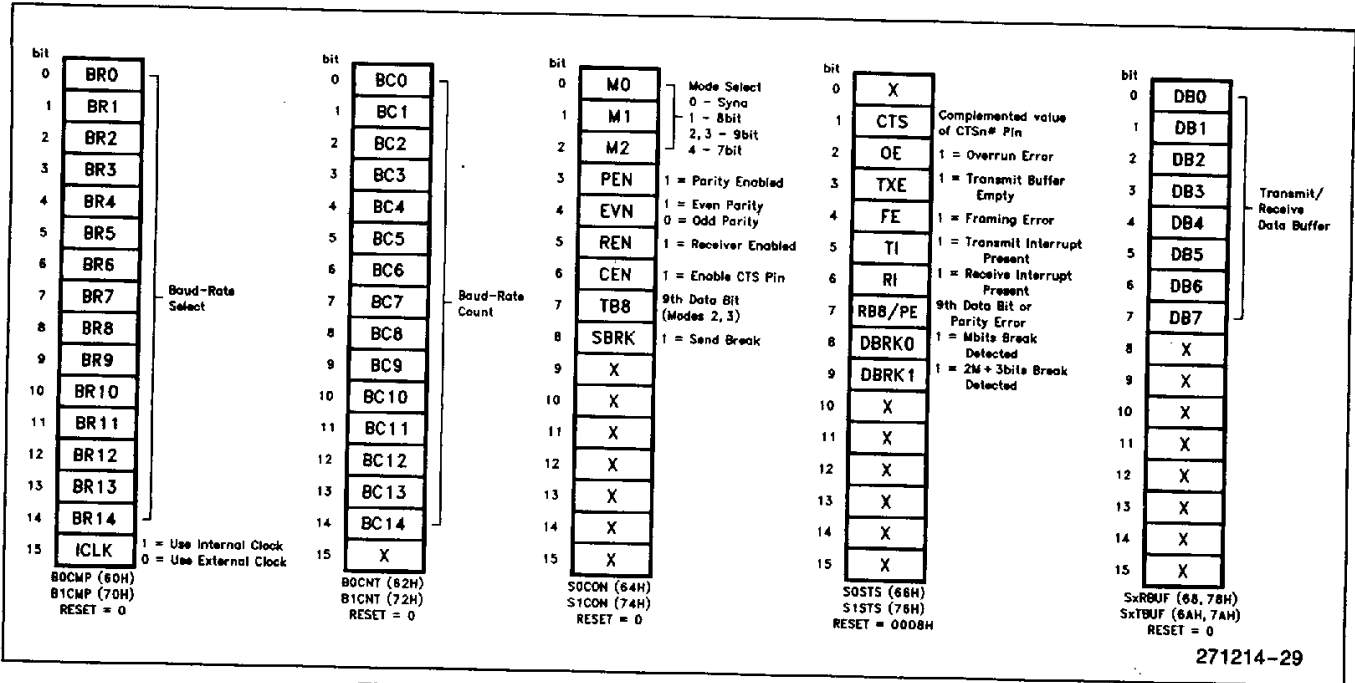 bit
0 BR0
1 BR1
2 BR2
3 BR3
4 BR4
5 BR5
6 BR6
7 BR7
8 BR8
9 BR9
10 BR10
11 BR11
12 BR12
13 BR13
14 BR14
15 ICLK
Baud-Rate
Select
1 = Use Internal Clock
0 = Use External Clock
B0CMP (60H)
B1CMP (70H)
RESET = 0
bit
0 BC0
1 BC1
2 BC2
3 BC3
4 BC4
5 BC5
6 BC6
7 BC7
8 BC8
9 BC9
10 BC10
11 BC11
12 BC12
13 BC13
14 BC14
15 X
Baud-Rate
Count
B0CNT (62H)
B1CNT (72H)
RESET = 0
bit
0 M0
1 M1
2 M2
Mode Select
0 - Sync
1 - 8bit
2, 3 - 9bit
4 - 7bit
3 PEN 1 = Parity Enabled
4 EVN 1 = Even Parity
0 = Odd Parity
5 REN 1 = Receiver Enabled
6 CEN 1 = Enable CTS Pin
7 TB8 9th Data Bit
(Modes 2, 3)
8 SBRK 1 = Send Break
9 X
10 X
11 X
12 X
13 X
14 X
15 X
S0CON (64H)
S1CON (74H)
RESET = 0
bit
0 X
1 CTS Complemented value
of CTSn# Pin
2 OE 1 = Overrun Error
3 TXE 1 = Transmit Buffer
Empty
4 FE 1 = Framing Error
5 TI 1 = Transmit Interrupt
Present
6 RI 1 = Receive Interrupt
Present
7 RB8/PE 9th Data Bit or
Parity Error
8 DBRK0 1 = Mbits Break
Detected
9 DBRK1 1 = 2M + 3bits Break
Detected
10 X
11 X
12 X
13 X
14 X
15 X
S0STS (66H)
S1STS (76H)
RESET = 0008H
bit
0 DB0
1 DB1
2 DB2
3 DB3
4 DB4
5 DB5
6 DB6
7 DB7
8 X
9 X
10 X
11 X
12 X
13 X
14 X
15 X
Transmit/
Receive
Data Buffer
SxRBUF (68, 78H)
SxTBUF (6AH, 7AH)
RESET = 0
271214-29